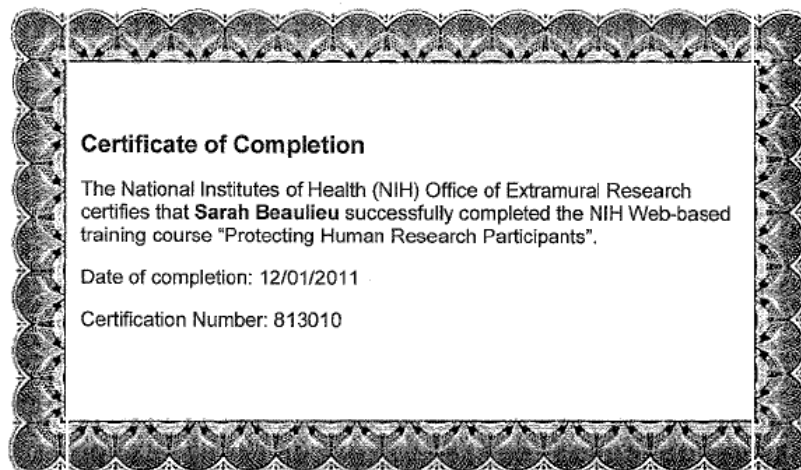 Certificate of Completion
The National Institutes of Health (NIH) Office of Extramural Research
certifies that Sarah Beaulieu successfully completed the NIH Web-based
training course “Protecting Human Research Participants”.
Date of completion: 12/01/2011
Certification Number: 813010